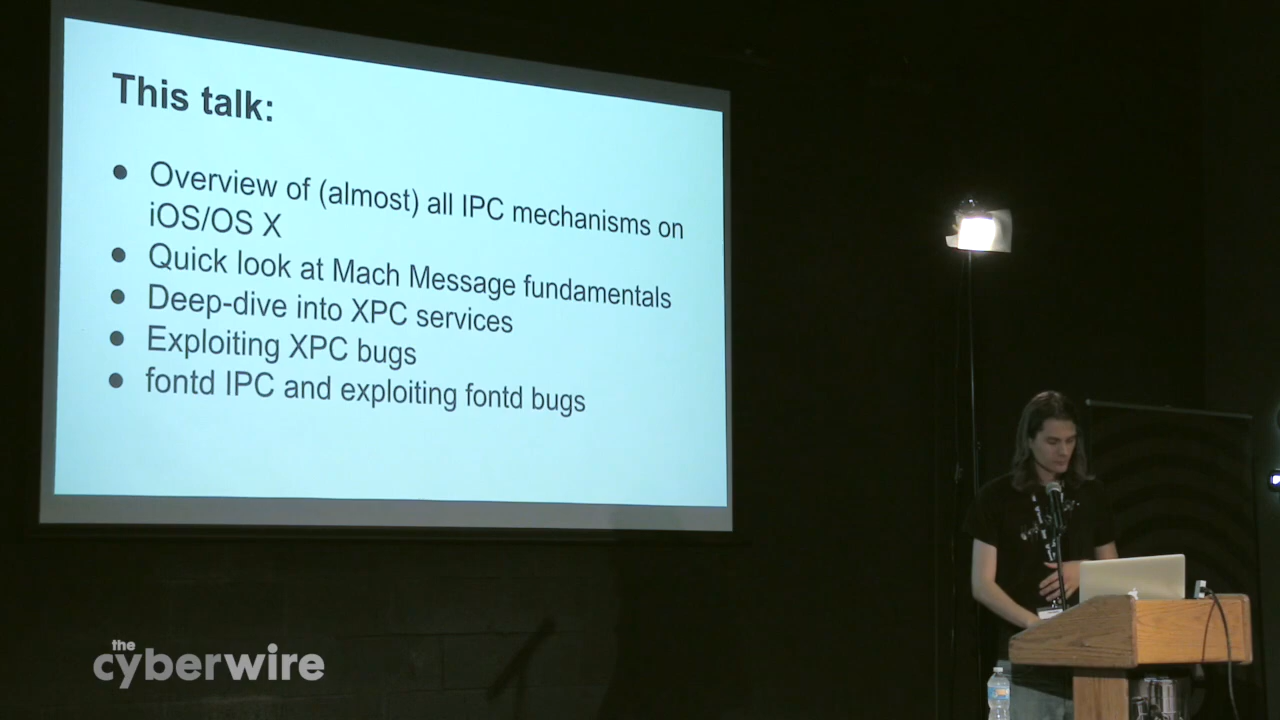 This talk:
● Overview of (almost) all IPC mechanisms on
iOS/OS X
● Quick look at Mach Message fundamentals
● Deep-dive into XPC services
● Exploiting XPC bugs
● fontd IPC and exploiting fontd bugs
the
cyberwire